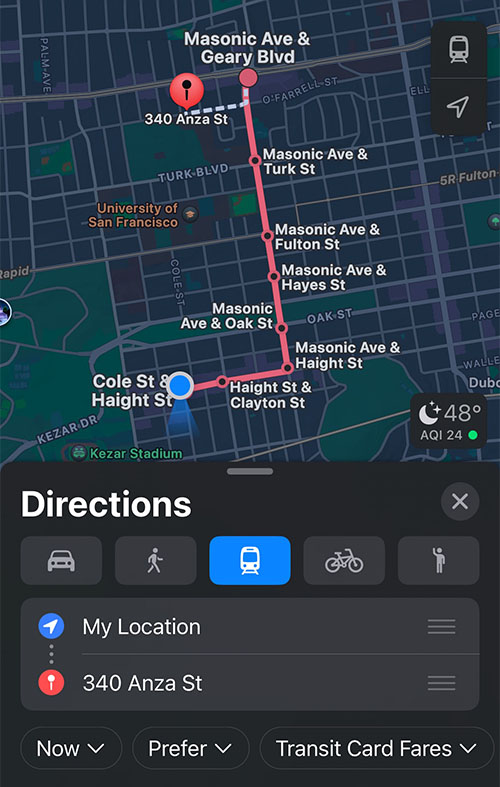 PALM AVE
Masonic Ave &
Geary Blvd
O'FARRELL ST
340 Anza St
Masonic Ave &
Turk St
TURK BLVD
5R Fulton
University of
San Francisco
Masonic Ave &
Fulton St
COLE ST
Rapid
Masonic Ave &
Hayes St
Masonic
Ave & Oak St
OAK ST
PAGE
Masonic Ave &
Haight St
WALLE
Cole St &
Haight St
Dubo
Haight St &
Clayton St
48°
AQI 24
KEZAR DR
Kezar Stadium
Directions
My Location
340 Anza St
Now
Prefer
Transit Card Fares